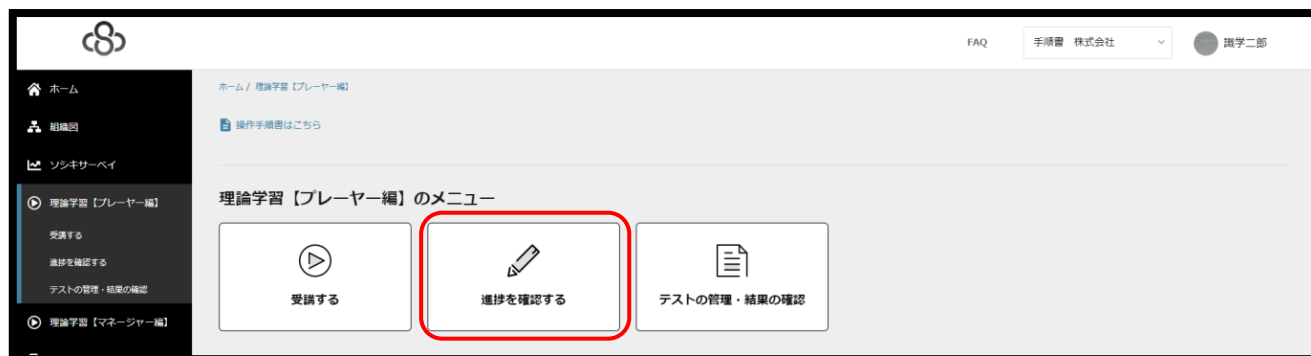 FAQ
手順書 株式会社
識学二郎
ホーム
組織図
ソシキサーベイ
理論学習【プレーヤー編】
受講する
進捗を確認する
テストの管理・結果の確認
理論学習【マネージャー編】
ホーム / 理論学習【プレーヤー編】
操作手順書はこちら
理論学習【プレーヤー編】のメニュー
受講する
進捗を確認する
テストの管理・結果の確認